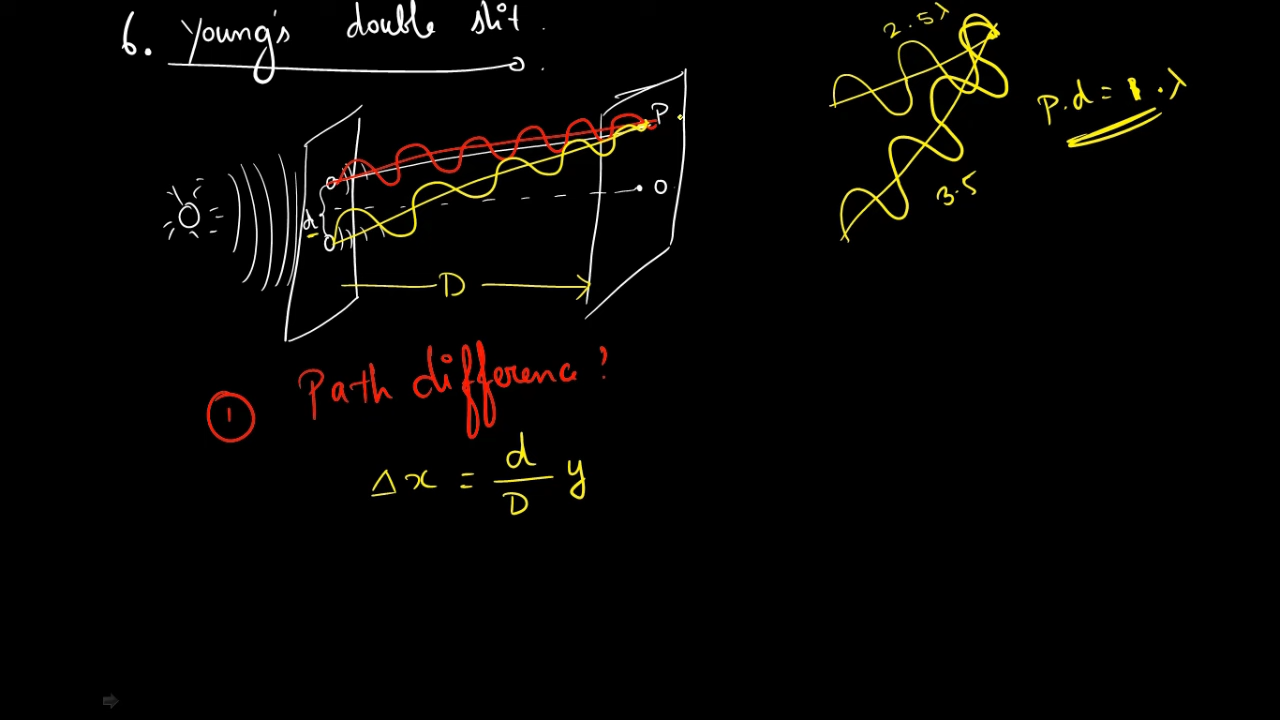 6. Young's double slit.
2.5λ
P.d = 1.λ
3.5
P.
d
O
D
1 Path difference?
Δx = d/D y